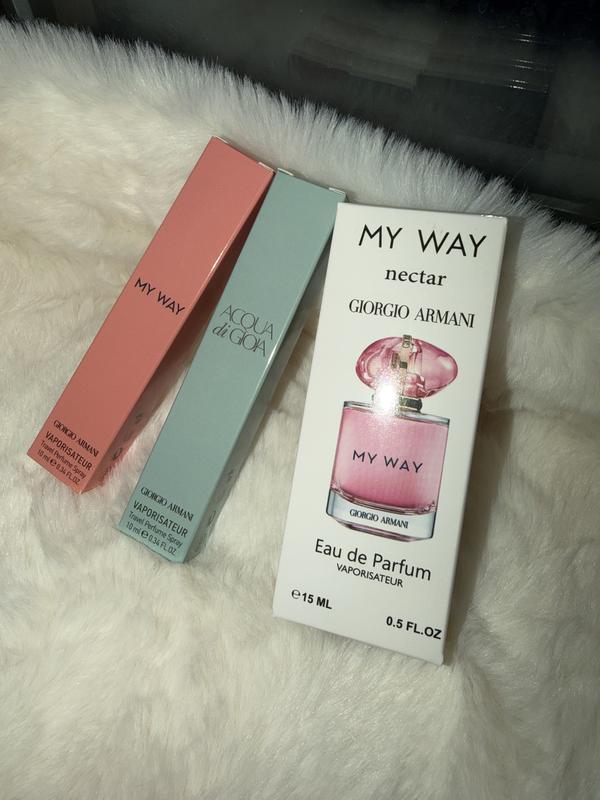 MY WAY
GIORGIO ARMANI
VAPORISATEUR
Travel Perfume Spray
10 ml ℮ 0.34 FL.OZ.
ACQUA
di GIOIA
GIORGIO ARMANI
VAPORISATEUR
Travel Perfume Spray
10 ml ℮ 0.34 FL.OZ.
MY WAY
nectar
GIORGIO ARMANI
MY WAY
GIORGIO ARMANI
Eau de Parfum
VAPORISATEUR
℮15 ML
0.5 FL.OZ